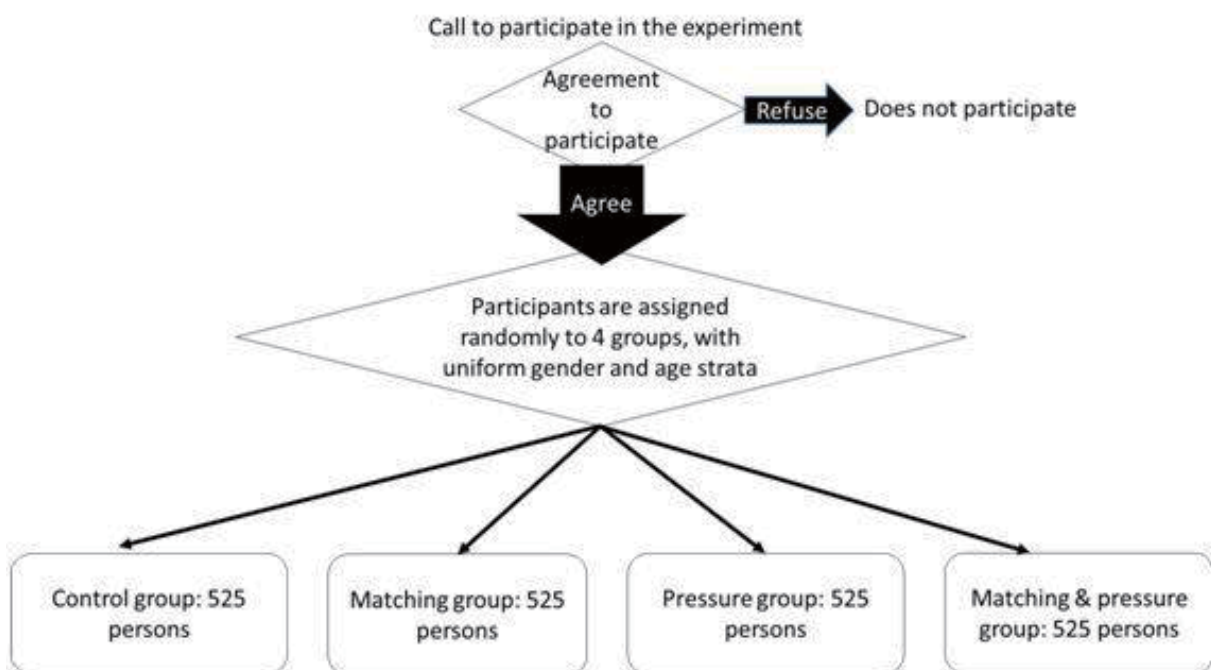 Call to participate in the experiment
Agreement
to
participate
Refuse
Does not participate
Agree
Participants are assigned
randomly to 4 groups, with
uniform gender and age strata
Control group: 525
persons
Matching group: 525
persons
Pressure group: 525
persons
Matching & pressure
group: 525 persons